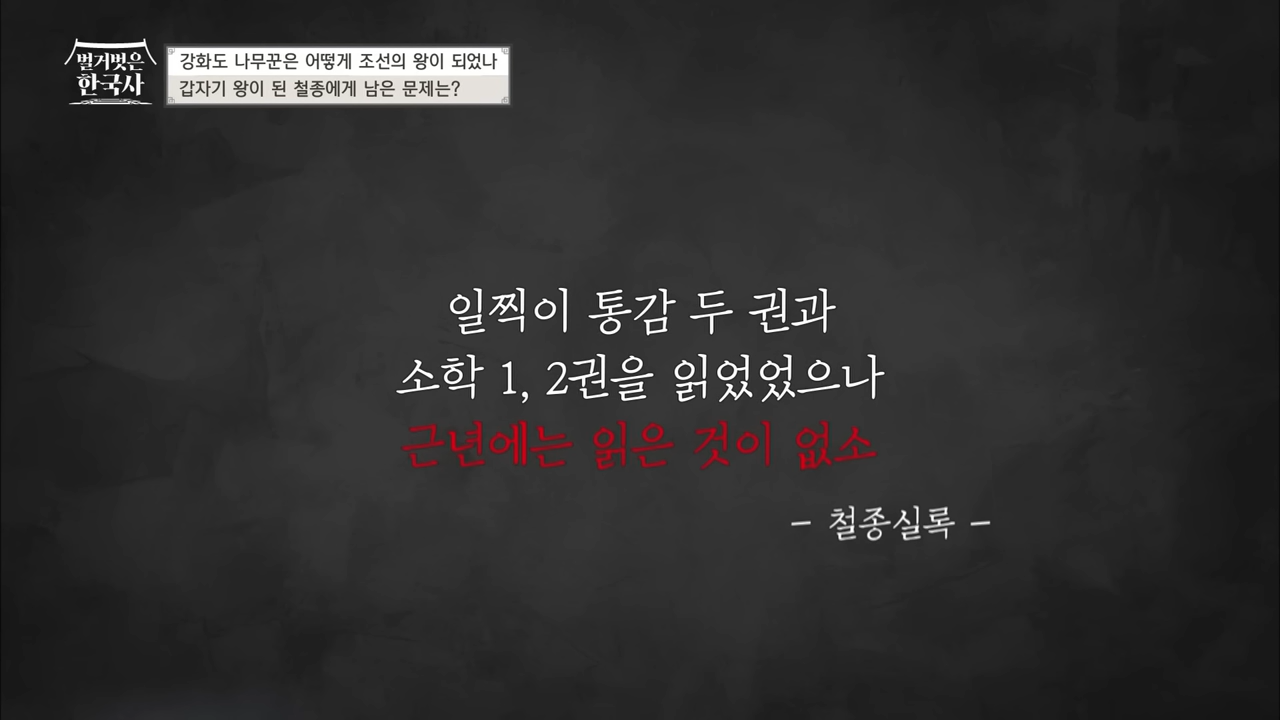 벌거벗은
한국사
강화도 나무꾼은 어떻게 조선의 왕이 되었나
갑자기 왕이 된 철종에게 남은 문제는?
일찍이 통감 두 권과
소학 1, 2권을 읽었었으나
근년에는 읽은 것이 없소
- 철종실록 -